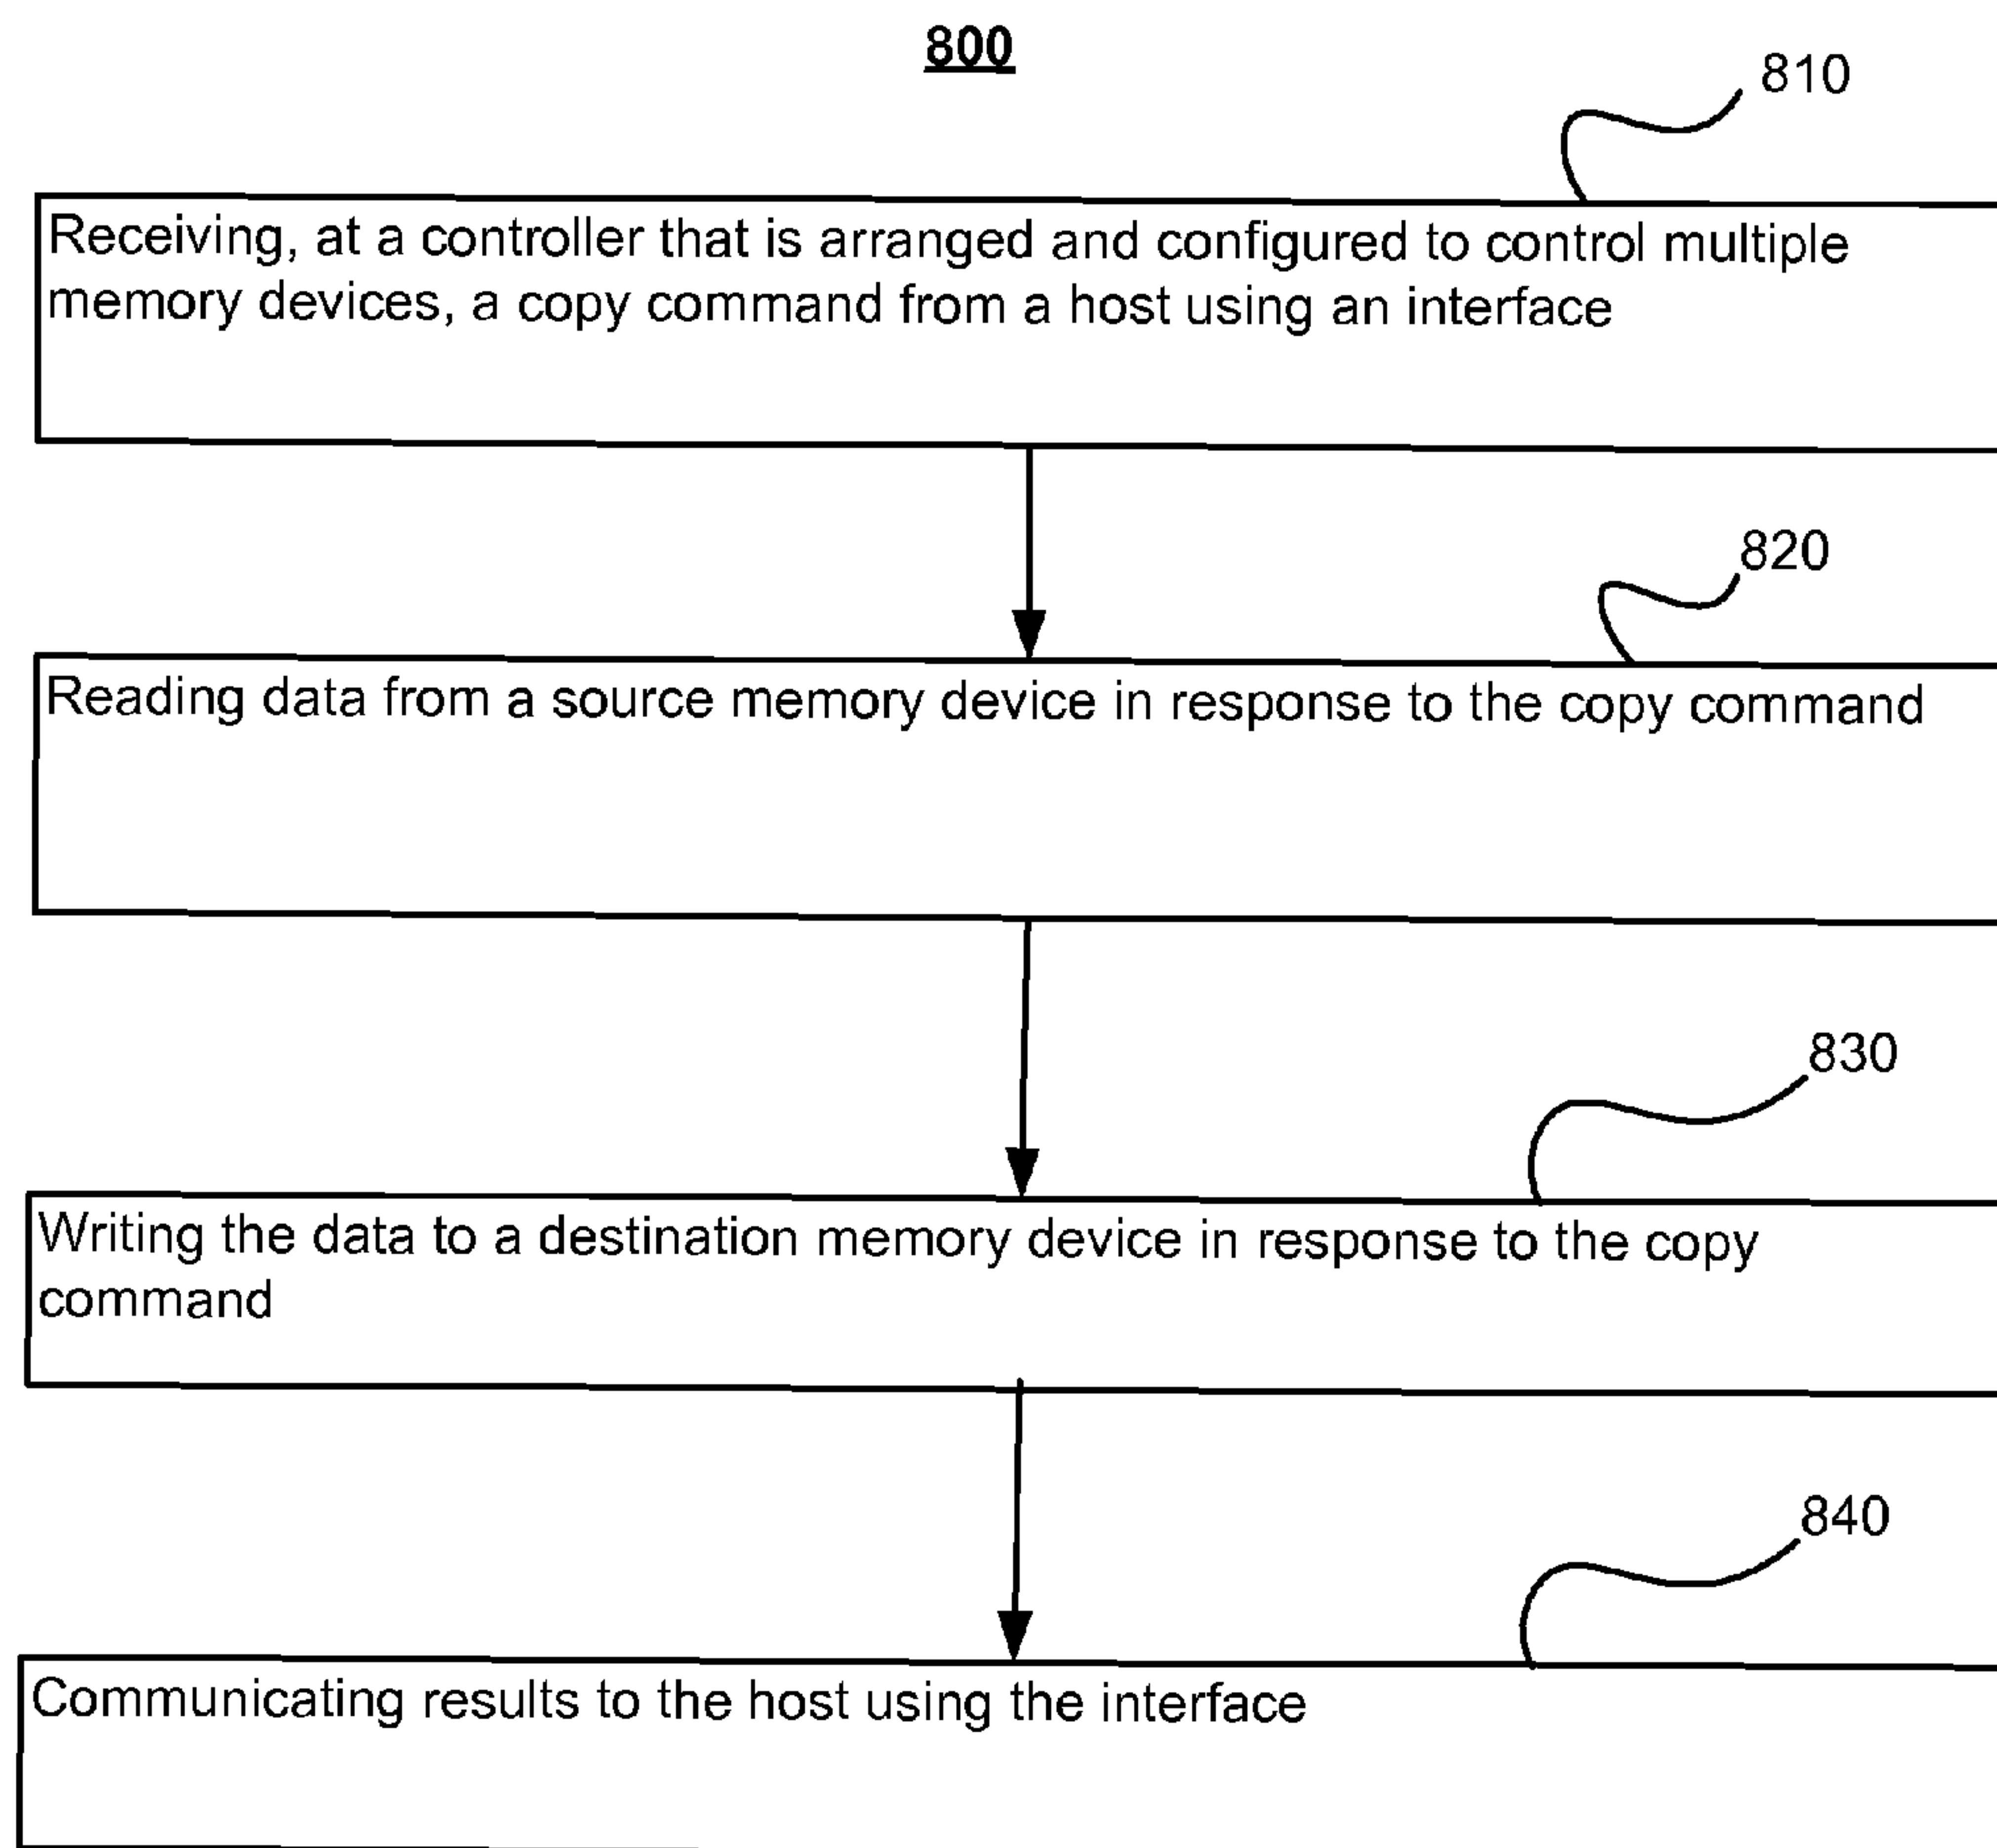 800
810
Receiving, at a controller that is arranged and configured to control multiple
memory devices, a copy command from a host using an interface
820
Reading data from a source memory device in response to the copy command
830
Writing the data to a destination memory device in response to the copy
command
840
Communicating results to the host using the interface